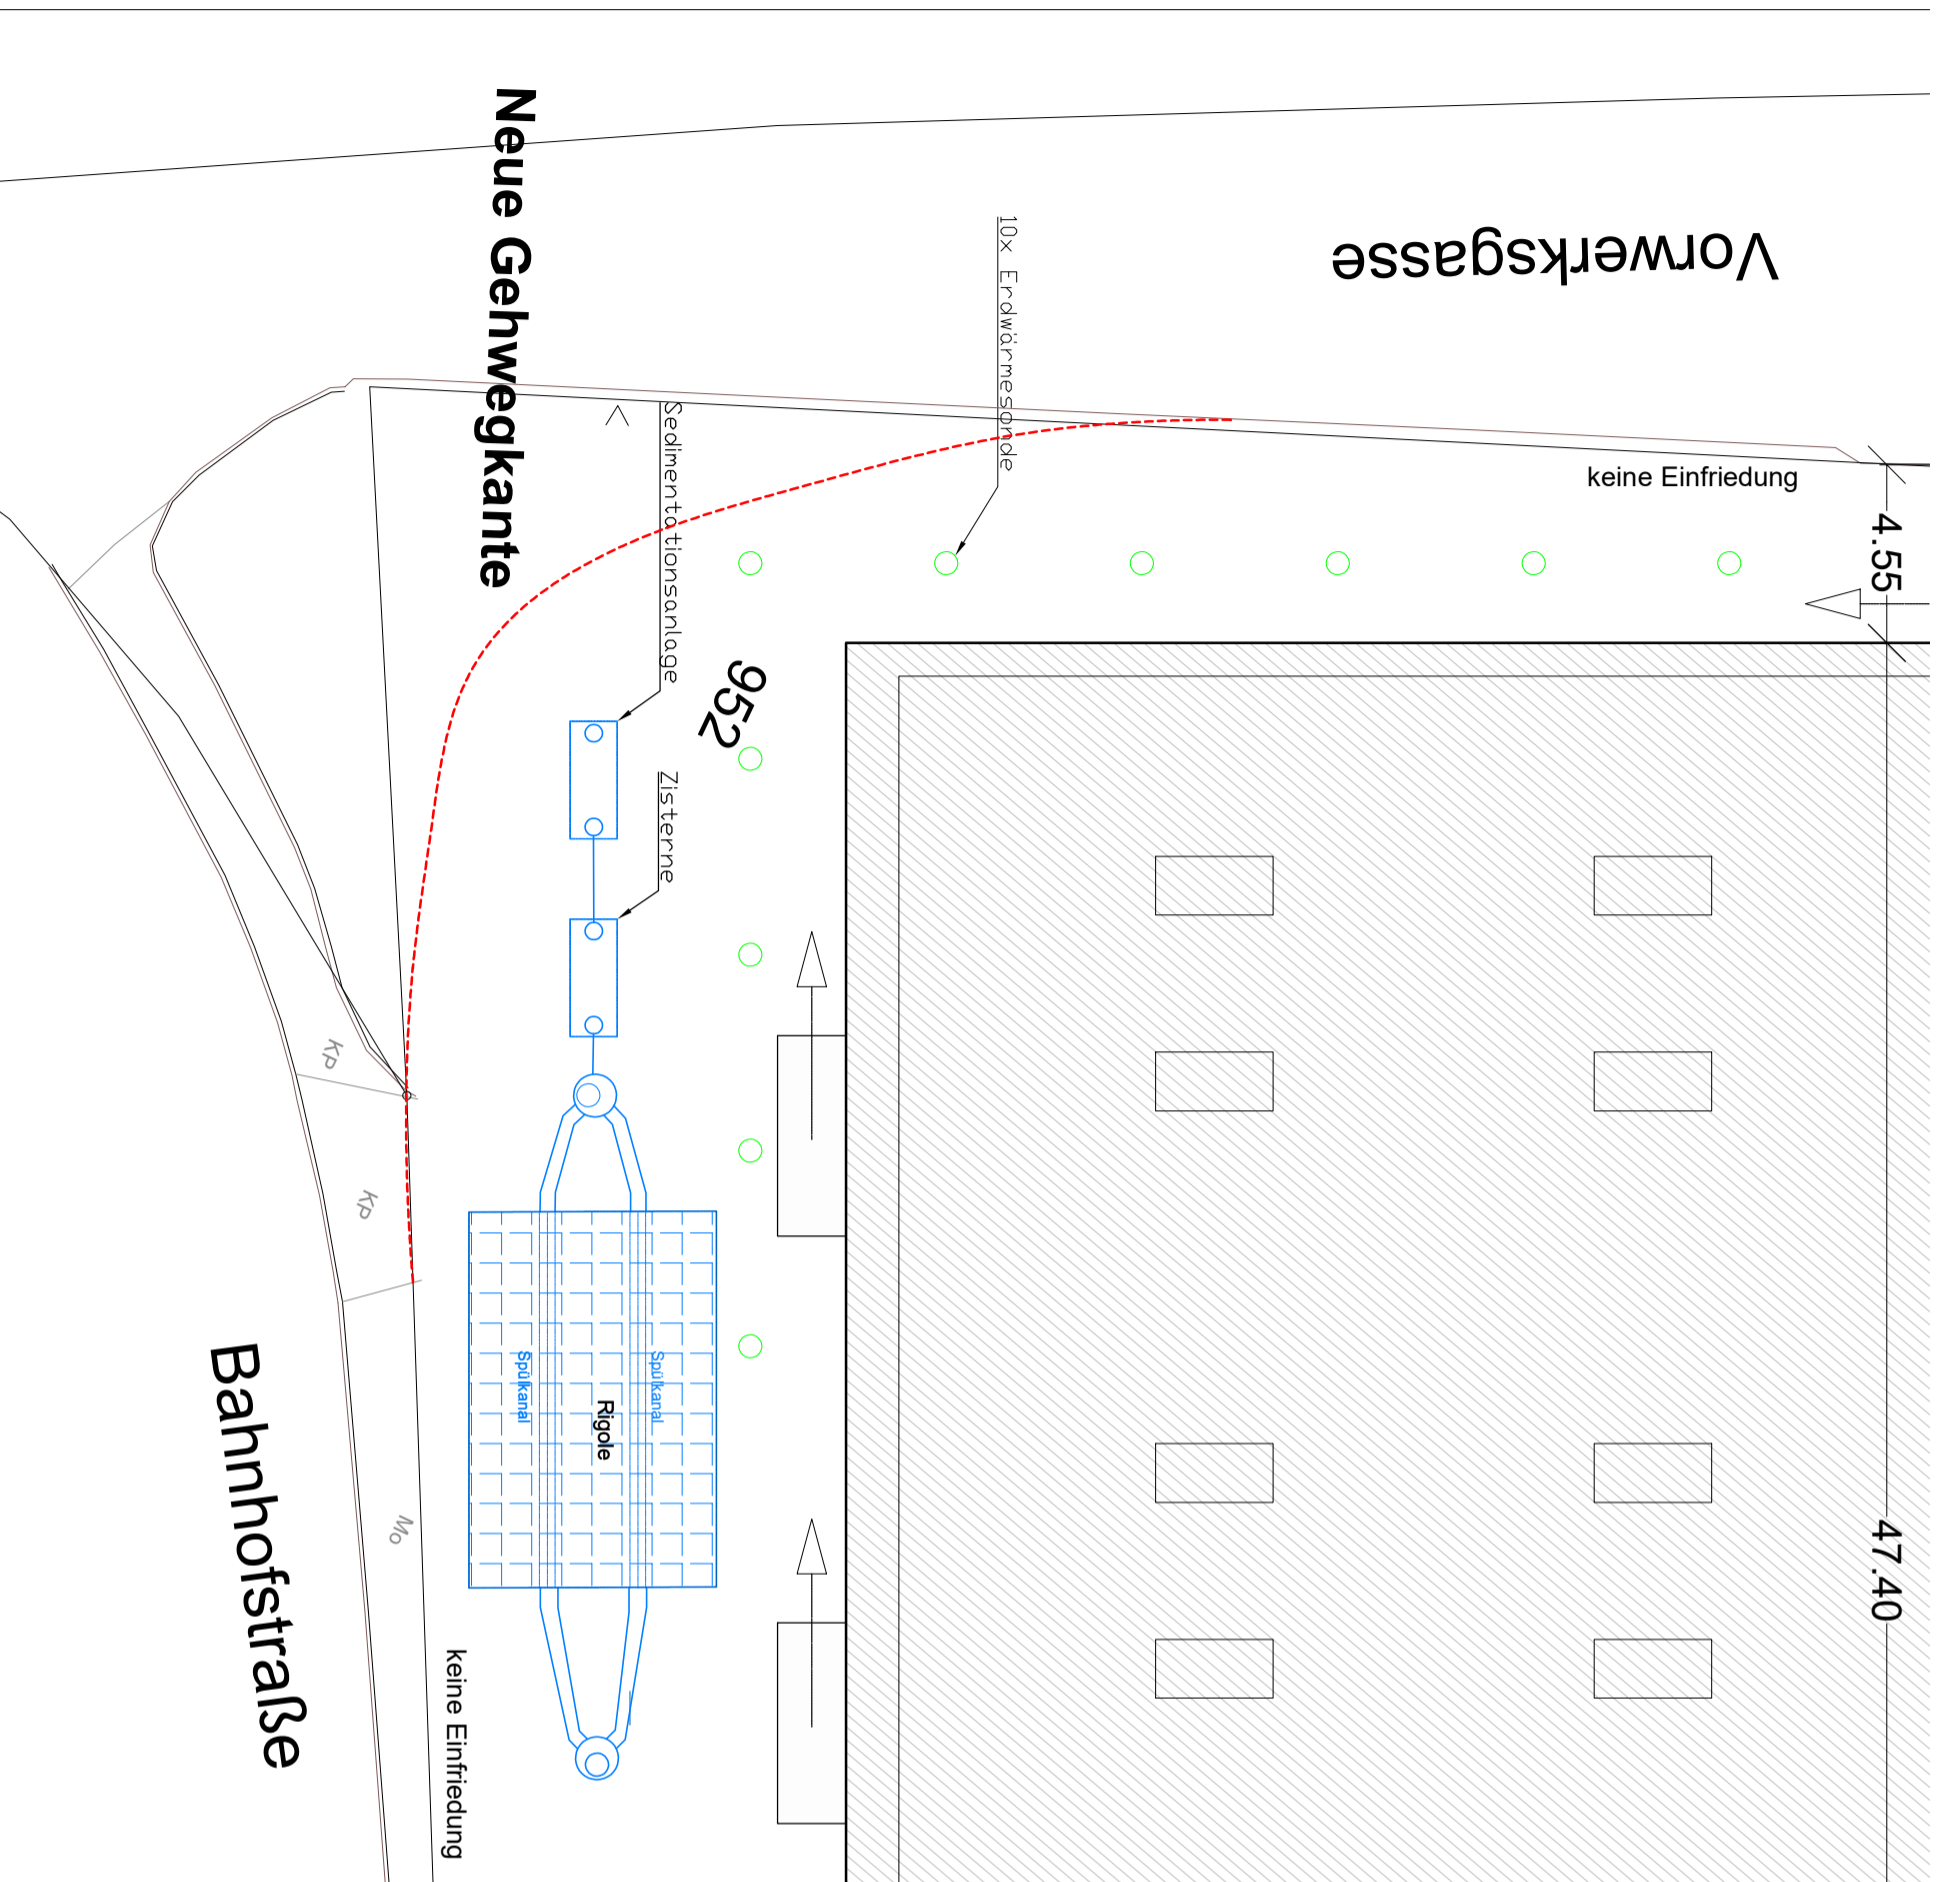 Neue Gehwegkante
Vorwerksgasse
10x Erdwärmesonde
Sedimentationsanlage
keine Einfriedung
4.55
952
Zisterne
KP
KP
Spülkanal
Spülkanal
Rigole
Mo
Bahnhofstraße
keine Einfriedung
47.40